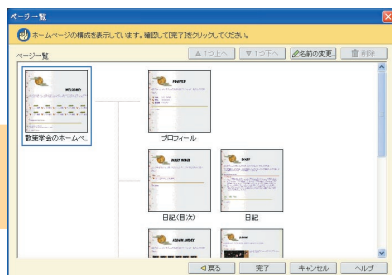 ページ一覧
ホームページの構成を表示しています。確認して[完了]をクリックしてください。
ページ一覧
▲1つ上へ ▼1つ下へ 名前の変更... 削除
散策学会のホームペ...
プロフィール
日記(目次) 日記
戻る 完了 キャンセル ヘルプ